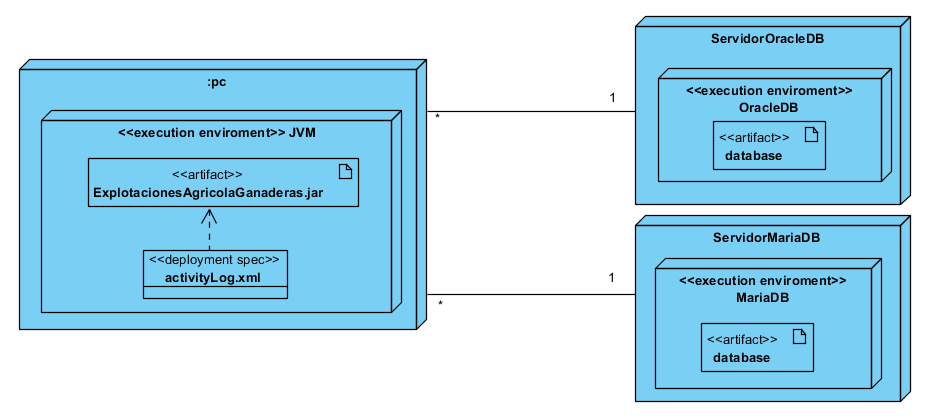 :pc
<<execution enviroment>> JVM
<<artifact>>
ExplotacionesAgricolaGanaderas.jar
<<deployment spec>>
activityLog.xml
*
1
*
1
ServidorOracleDB
<<execution enviroment>>
OracleDB
<<artifact>>
database
ServidorMariaDB
<<execution enviroment>>
MariaDB
<<artifact>>
database